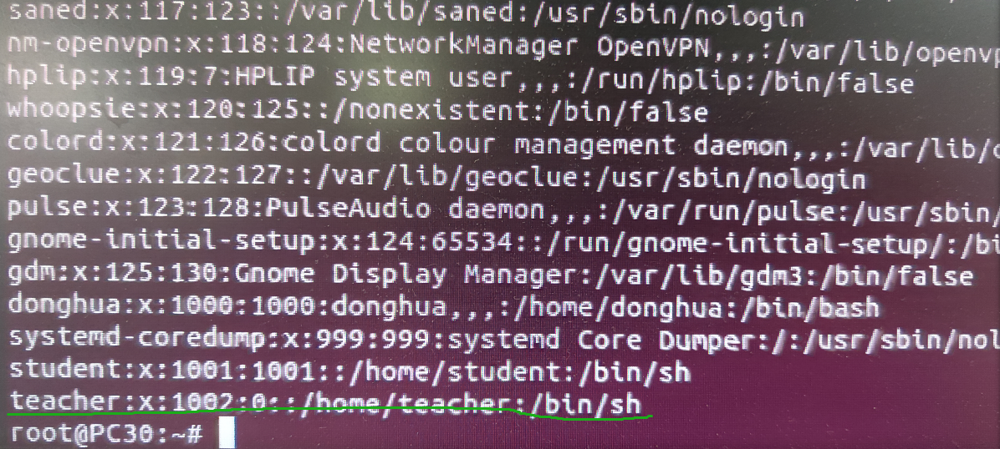 saned:x:117:123::/var/lib/saned:/usr/sbin/nologin
nm-openvpn:x:118:124:NetworkManager OpenVPN,,,:/var/lib/openvp
hplip:x:119:7:HPLIP system user,,,:/run/hplip:/bin/false
whoopsie:x:120:125::/nonexistent:/bin/false
colord:x:121:126:colord colour management daemon,,,:/var/lib/c
geoclue:x:122:127::/var/lib/geoclue:/usr/sbin/nologin
pulse:x:123:128:PulseAudio daemon,,,:/var/run/pulse:/usr/sbin/
gnome-initial-setup:x:124:65534::/run/gnome-initial-setup/:/bi
gdm:x:125:130:Gnome Display Manager:/var/lib/gdm3:/bin/false
donghua:x:1000:1000:donghua,,,:/home/donghua:/bin/bash
systemd-coredump:x:999:999:systemd Core Dumper:/:/usr/sbin/nol
student:x:1001:1001::/home/student:/bin/sh
teacher:x:1002:0::/home/teacher:/bin/sh
root@PC30:~#